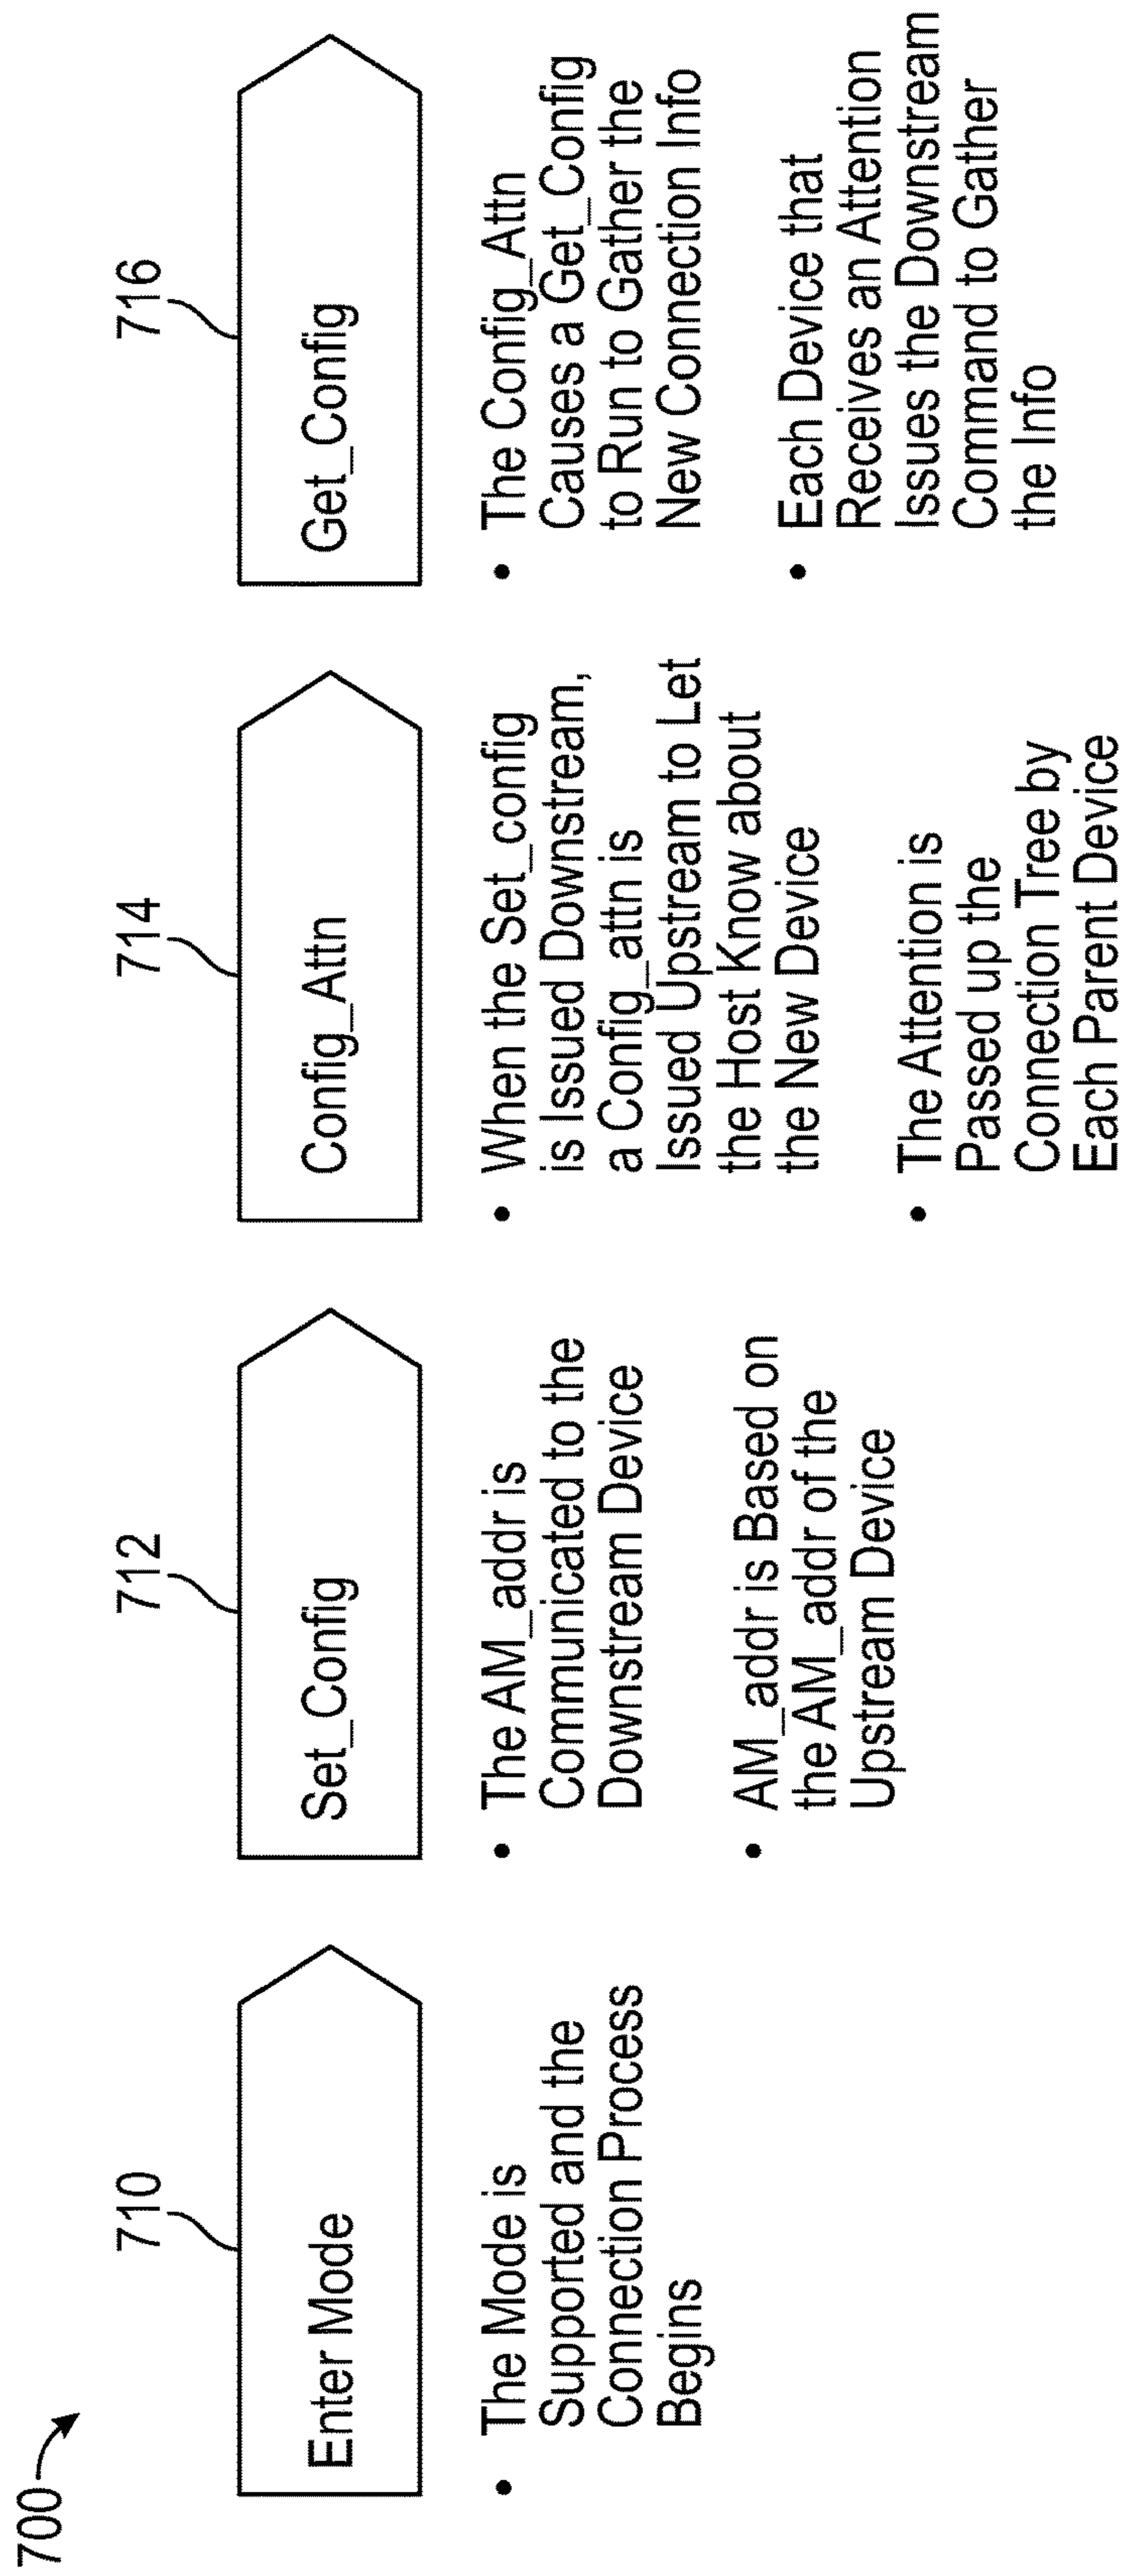 700
710
Enter Mode
• The Mode is
Supported and the
Connection Process
Begins
712
Set_Config
• The AM_addr is
Communicated to the
Downstream Device
• AM_addr is Based on
the AM_addr of the
Upstream Device
714
Config_Attn
• When the Set_config
is Issued Downstream,
a Config_attn is
Issued Upstream to Let
the Host Know about
the New Device
• The Attention is
Passed up the
Connection Tree by
Each Parent Device
716
Get_Config
• The Config_Attn
Causes a Get_Config
to Run to Gather the
New Connection Info
• Each Device that
Receives an Attention
Issues the Downstream
Command to Gather
the Info